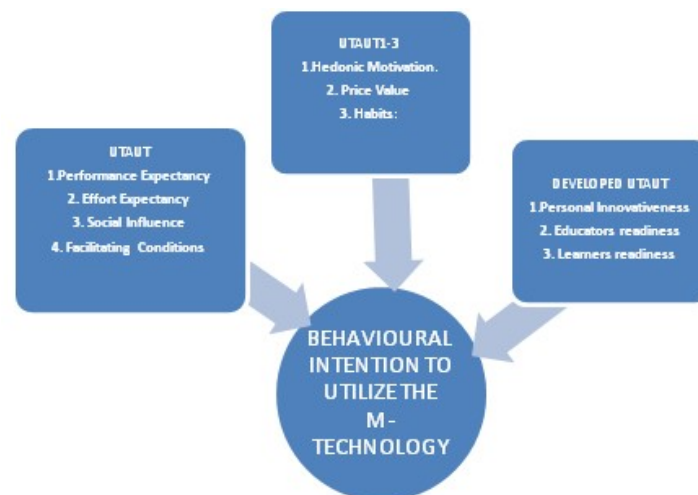 UTAUT1-3
1.Hedonic Motivation.
2. Price Value
3. Habits:
UTAUT
1.Performance Expectancy
2. Effort Expectancy
3. Social Influence
4. Facilitating Conditions
DEVELOPED UTAUT
1.Personal Innovativeness
2. Educators readiness
3. Learners readiness
BEHAVIOURAL
INTENTION TO
UTILIZE THE
M-
TECHNOLOGY